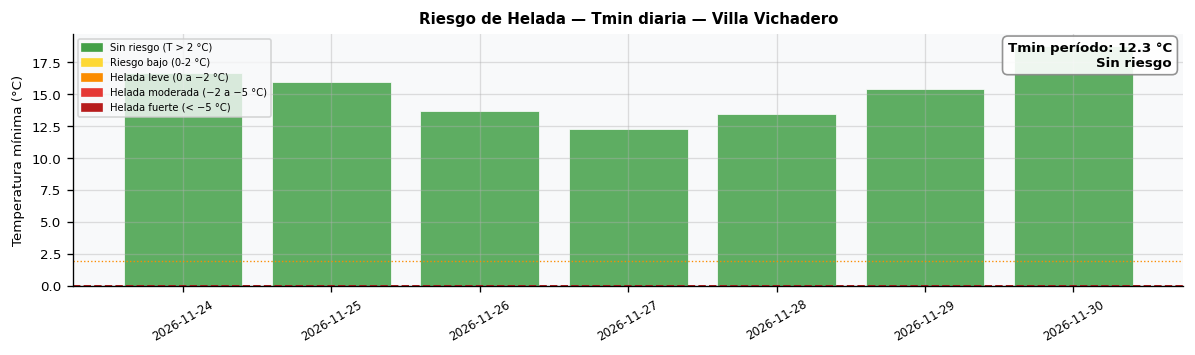 Riesgo de Helada — Tmin diaria — Villa Vichadero
Sin riesgo (T > 2 °C)
Riesgo bajo (0-2 °C)
Helada leve (0 a −2 °C)
Helada moderada (−2 a −5 °C)
Helada fuerte (< −5 °C)
Tmin período: 12.3 °C
Sin riesgo
Temperatura mínima (°C)
17.5
15.0
12.5
10.0
7.5
5.0
2.5
0.0
2026-11-24
2026-11-25
2026-11-26
2026-11-27
2026-11-28
2026-11-29
2026-11-30